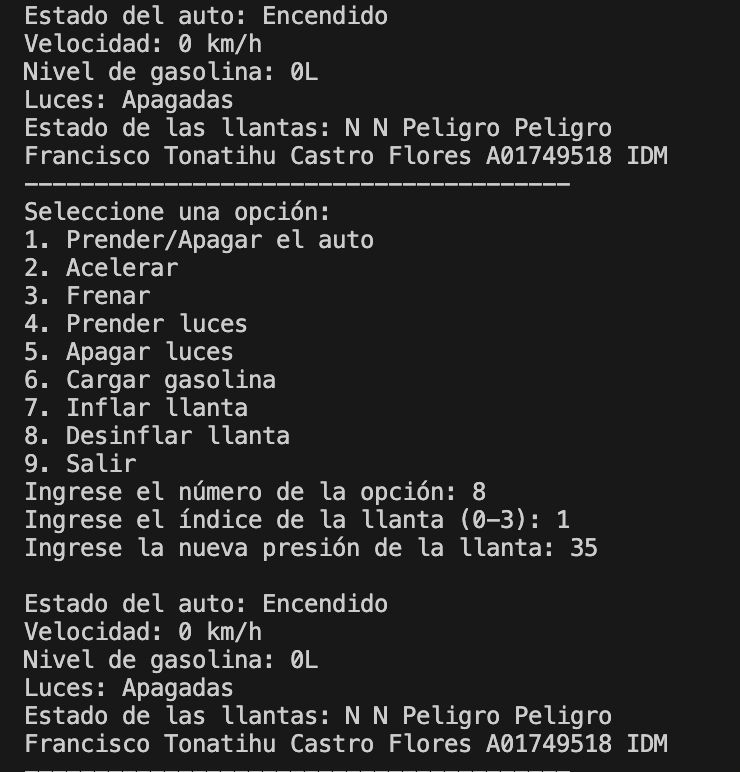 Estado del auto: Encendido
Velocidad: 0 km/h
Nivel de gasolina: 0L
Luces: Apagadas
Estado de las llantas: N N Peligro Peligro
Francisco Tonatihu Castro Flores A01749518 IDM
---------------------------------------
Seleccione una opción:
1. Prender/Apagar el auto
2. Acelerar
3. Frenar
4. Prender luces
5. Apagar luces
6. Cargar gasolina
7. Inflar llanta
8. Desinflar llanta
9. Salir
Ingrese el número de la opción: 8
Ingrese el índice de la llanta (0-3): 1
Ingrese la nueva presión de la llanta: 35
Estado del auto: Encendido
Velocidad: 0 km/h
Nivel de gasolina: 0L
Luces: Apagadas
Estado de las llantas: N N Peligro Peligro
Francisco Tonatihu Castro Flores A01749518 IDM
---------------------------------------